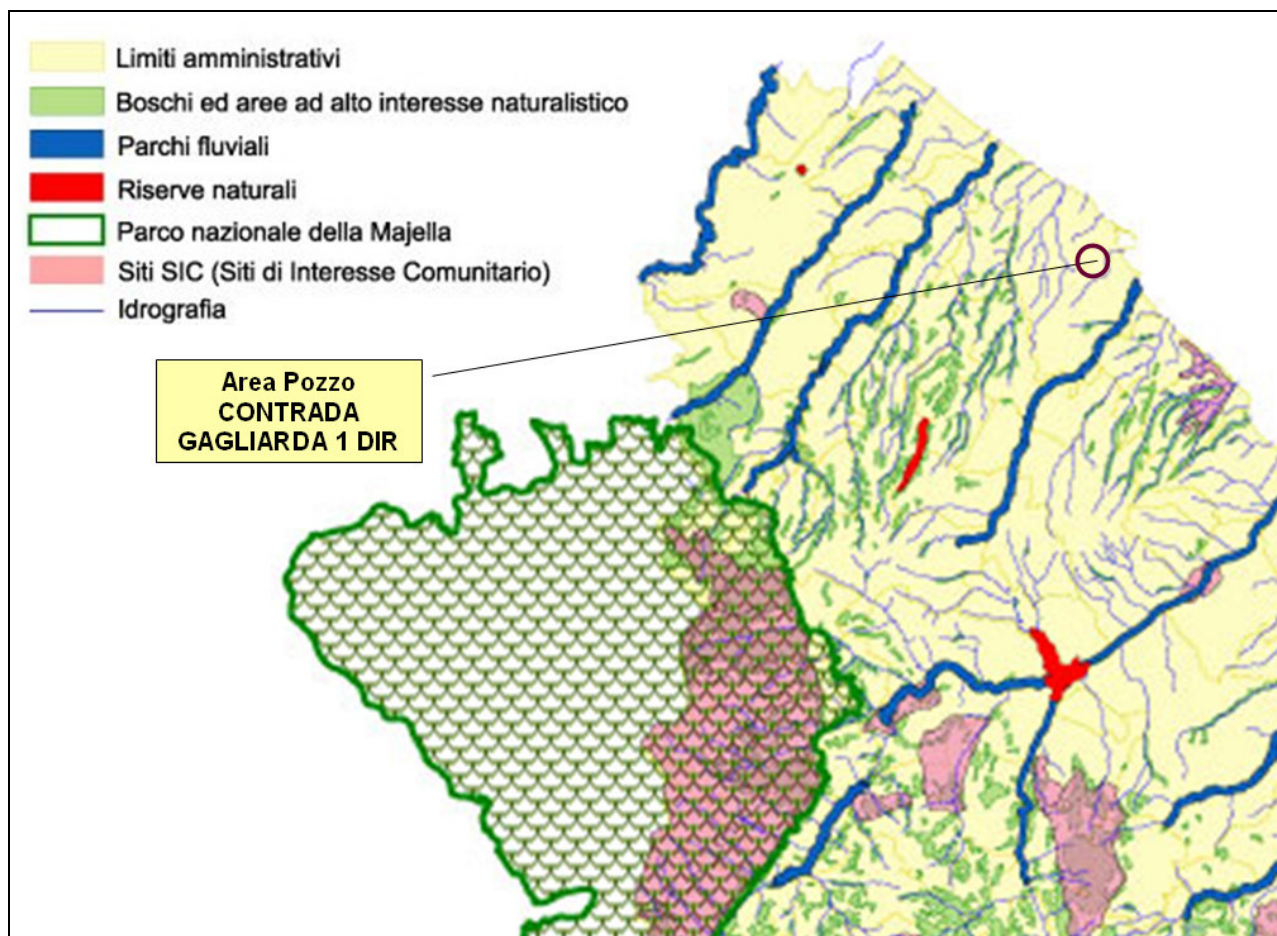 Limiti amministrativi
Boschi ed aree ad alto interesse naturalistico
Parchi fluviali
Riserve naturali
Parco nazionale della Majella
Siti SIC (Siti di Interesse Comunitario)
Idrografia
Area Pozzo
CONTRADA
GAGLIARDA 1 DIR